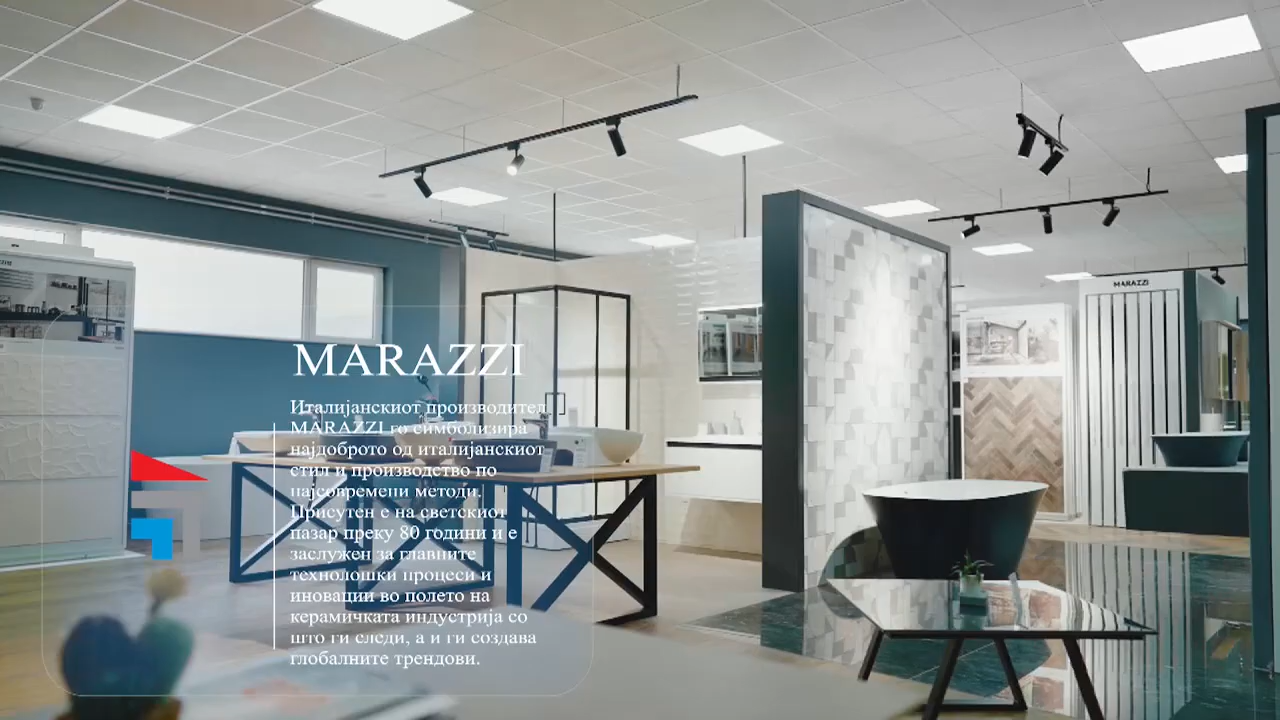 MARAZZI
MARAZZI
Италијанскиот производител
MARAZZI го симболизира
најдоброто од италијанскиот
стил и производство по
најсовремени методи.
Присутен е на светскиот
пазар преку 80 години и е
заслужен за главните
технолошки процеси и
иновации во полето на
керамичката индустрија со
што ги следи, а и ги создава
глобалните трендови.